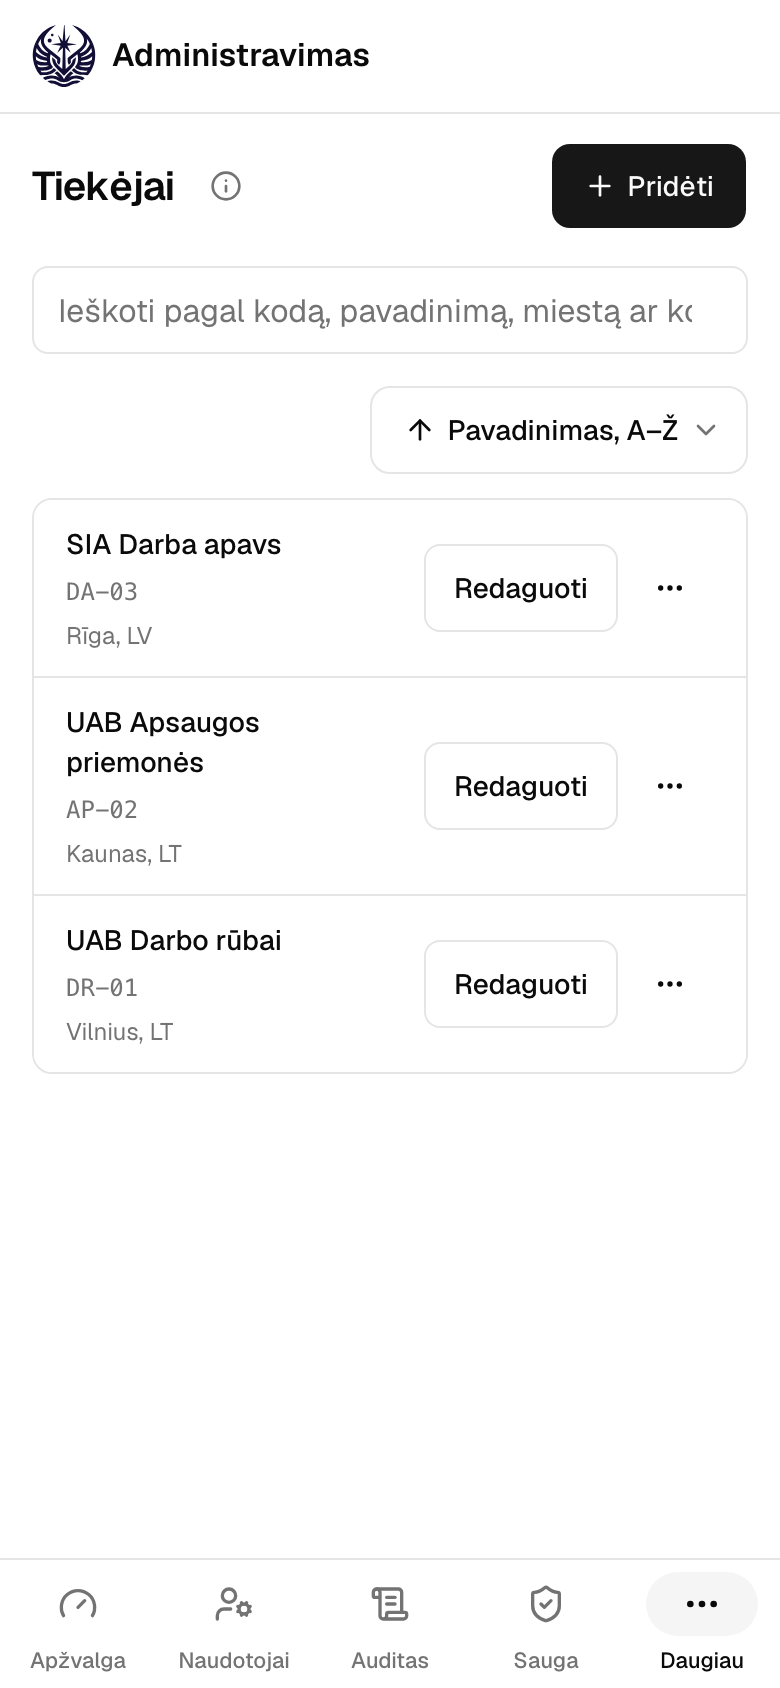 Administravimas
Tiekėjai
Pridėti
Ieškoti pagal kodą, pavadinimą, miestą ar
Pavadinimas, A–Ž
SIA Darba apavs
DA–03
Rīga, LV
Redaguoti
UAB Apsaugos
priemonės
AP–02
Kaunas, LT
Redaguoti
UAB Darbo rūbai
DR–01
Vilnius, LT
Redaguoti
Apžvalga
Naudotojai
Auditas
Sauga
Daugiau